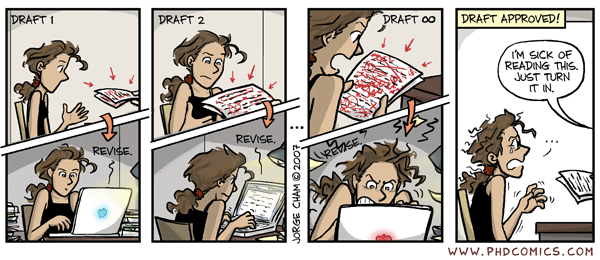 DRAFT 1
REVISE.
DRAFT 2
REVISE.
...
DRAFT ∞
REVISE.
JORGE CHAM © 2007
DRAFT APPROVED!
I'M SICK OF
READING THIS.
JUST TURN
IT IN.
...
WWW.PHDCOMICS.COM